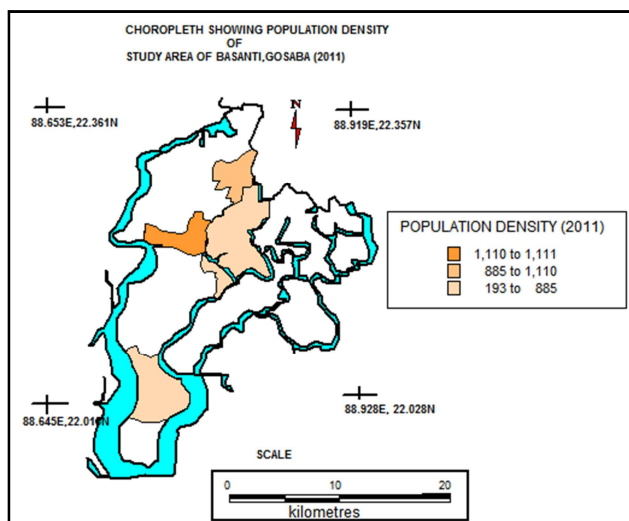 CHOROPLETH SHOWING POPULATION DENSITY
OF
STUDY AREA OF BASANTI,GOSABA (2011)
N
88.653E,22.361N
88.919E,22.357N
POPULATION DENSITY (2011)
1,110 to 1,111
885 to 1,110
193 to 885
88.645E,22.016N
88.928E, 22.028N
SCALE
0 10 20
kilometres